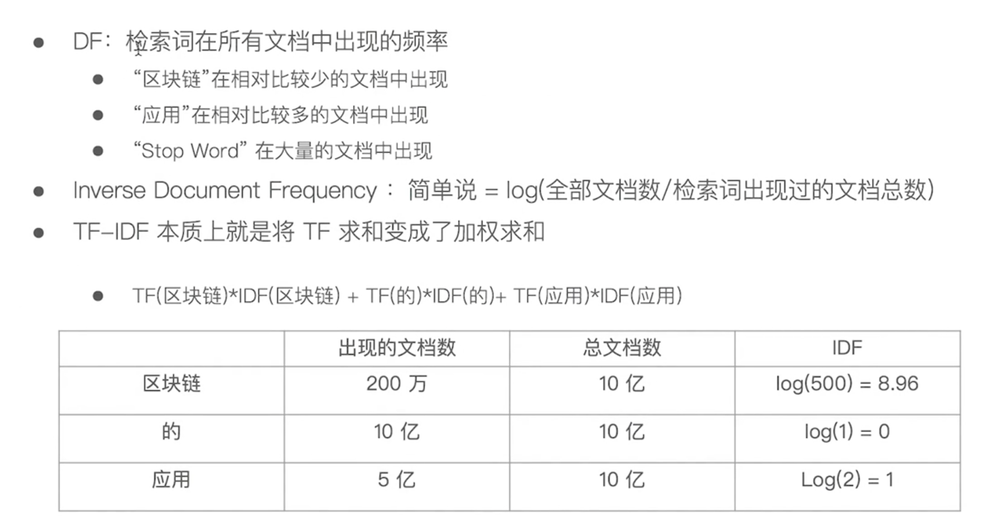 DF：检索词在所有文档中出现的频率
“区块链”在相对比较少的文档中出现
“应用”在相对比较多的文档中出现
“Stop Word” 在大量的文档中出现
Inverse Document Frequency ：简单说 = log(全部文档数/检索词出现过的文档总数)
TF-IDF 本质上就是将 TF 求和变成了加权求和
TF(区块链)*IDF(区块链) + TF(的)*IDF(的)+ TF(应用)*IDF(应用)
出现的文档数 总文档数 IDF
区块链 200 万 10 亿 log(500) = 8.96
的 10 亿 10 亿 log(1) = 0
应用 5 亿 10 亿 Log(2) = 1